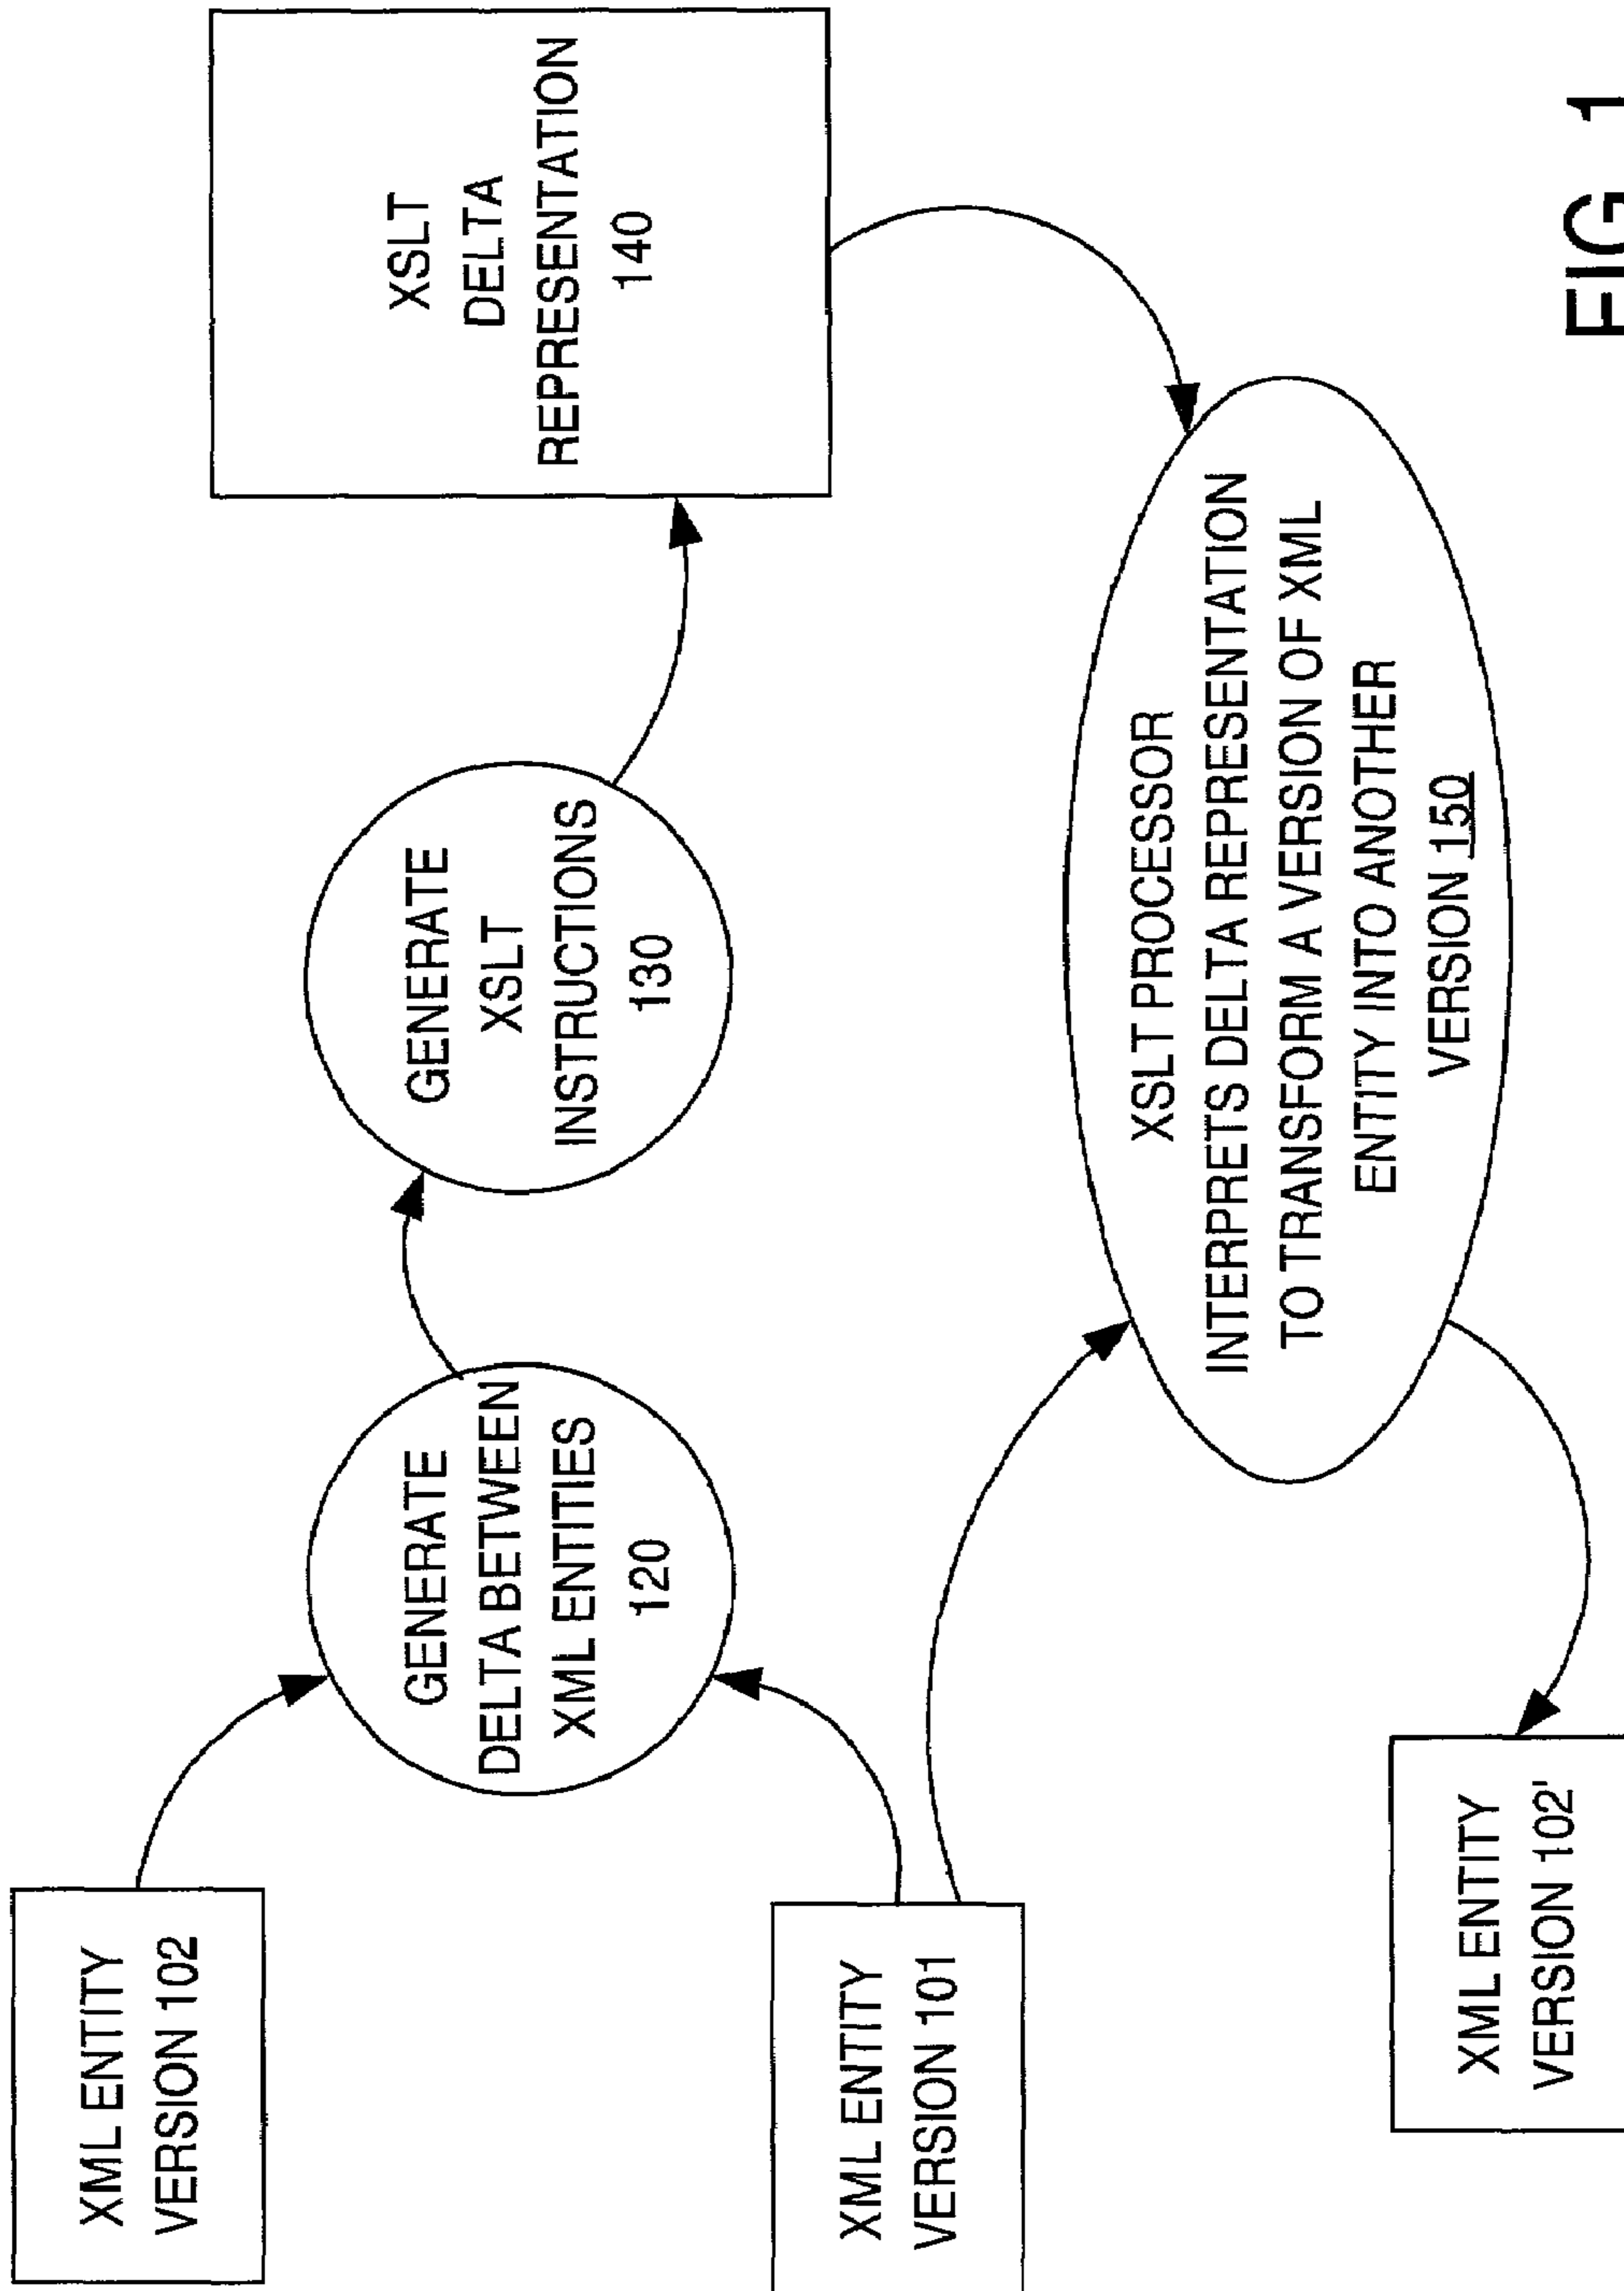 XML ENTITY
VERSION 102
GENERATE
DELTA BETWEEN
XML ENTITIES
120
GENERATE
XSLT
INSTRUCTIONS
130
XSLT
DELTA
REPRESENTATION
140
XML ENTITY
VERSION 101
XSLT PROCESSOR
INTERPRETS DELTA REPRESENTATION
TO TRANSFORM A VERSION OF XML
ENTITY INTO ANOTHER
VERSION 150
XML ENTITY
VERSION 102'
FIG. 1